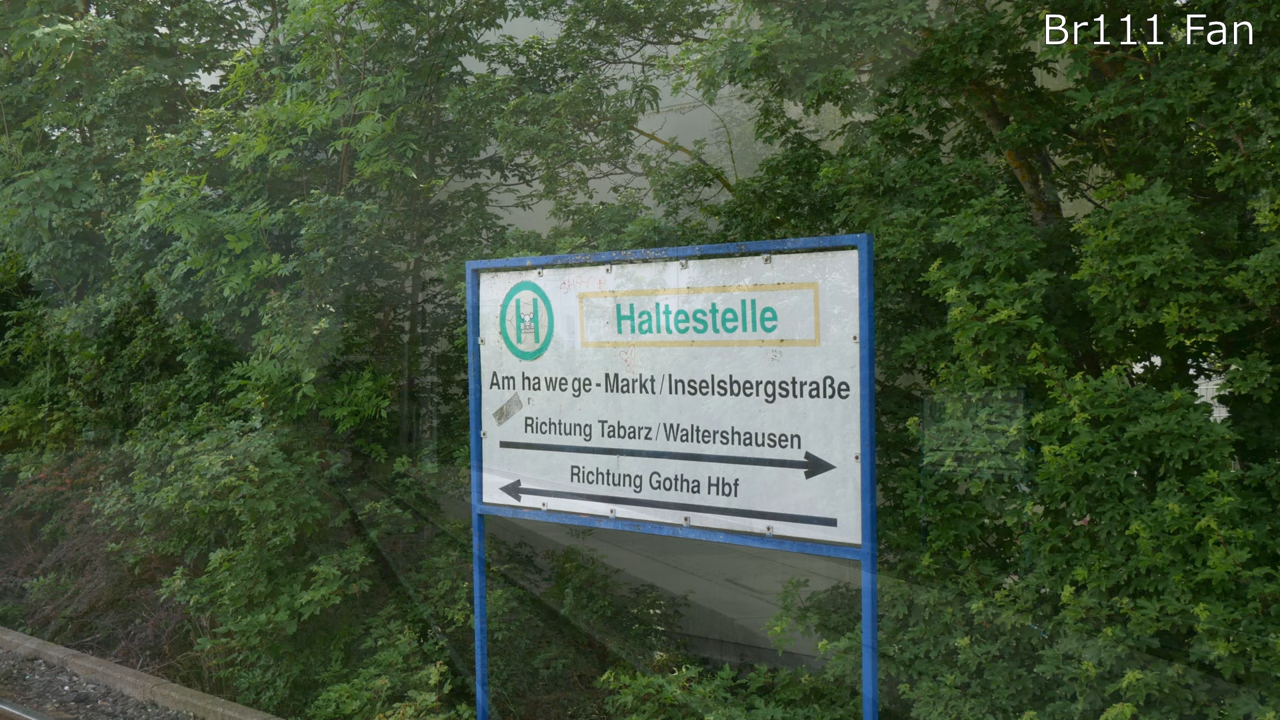 Br111 Fan
H
Haltestelle
Am ha we ge - Markt / Inselsbergstraße
Richtung Tabarz / Waltershausen
Richtung Gotha Hbf